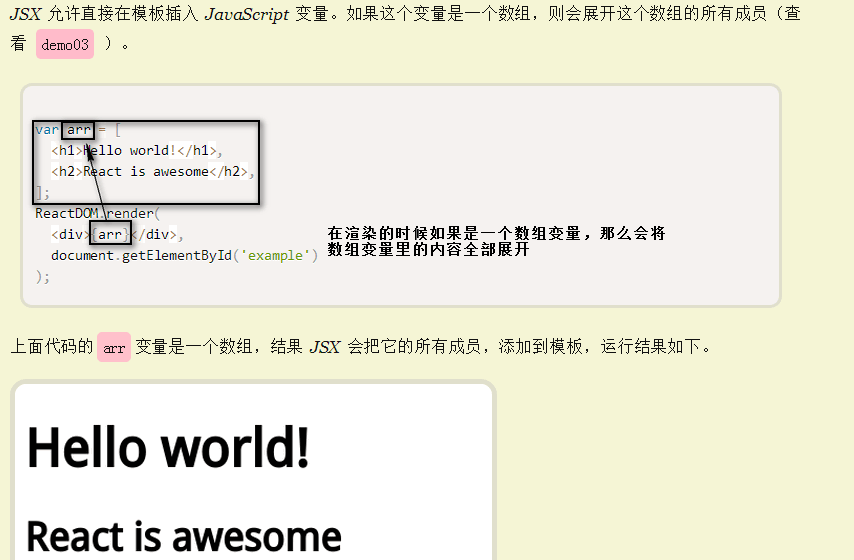 JSX 允许直接在模板插入 JavaScript 变量。如果这个变量是一个数组，则会展开这个数组的所有成员（查
看 demo03 ）。
var arr = [
  <h1>Hello world!</h1>,
  <h2>React is awesome</h2>,
];
ReactDOM.render(
  <div>{arr}</div>,
  document.getElementById('example')
);
在渲染的时候如果是一个数组变量，那么会将
数组变量里的内容全部展开
上面代码的 arr 变量是一个数组，结果 JSX 会把它的所有成员，添加到模板，运行结果如下。
Hello world!
React is awesome